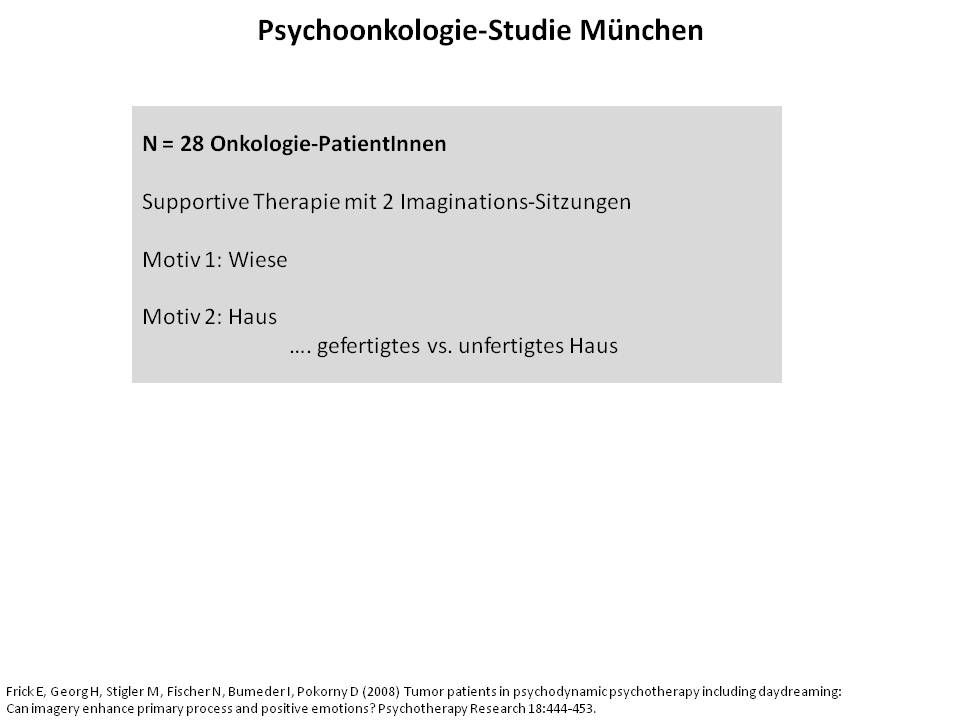 Psychoonkologie-Studie München
N = 28 Onkologie-PatientInnen
Supportive Therapie mit 2 Imaginations-Sitzungen
Motiv 1: Wiese
Motiv 2: Haus
.... gefertigtes vs. unfertigtes Haus
Frick E, Georg H, Stigler M, Fischer N, Bumeder I, Pokorny D (2008) Tumor patients in psychodynamic psychotherapy including daydreaming:
Can imagery enhance primary process and positive emotions? Psychotherapy Research 18:444-453.